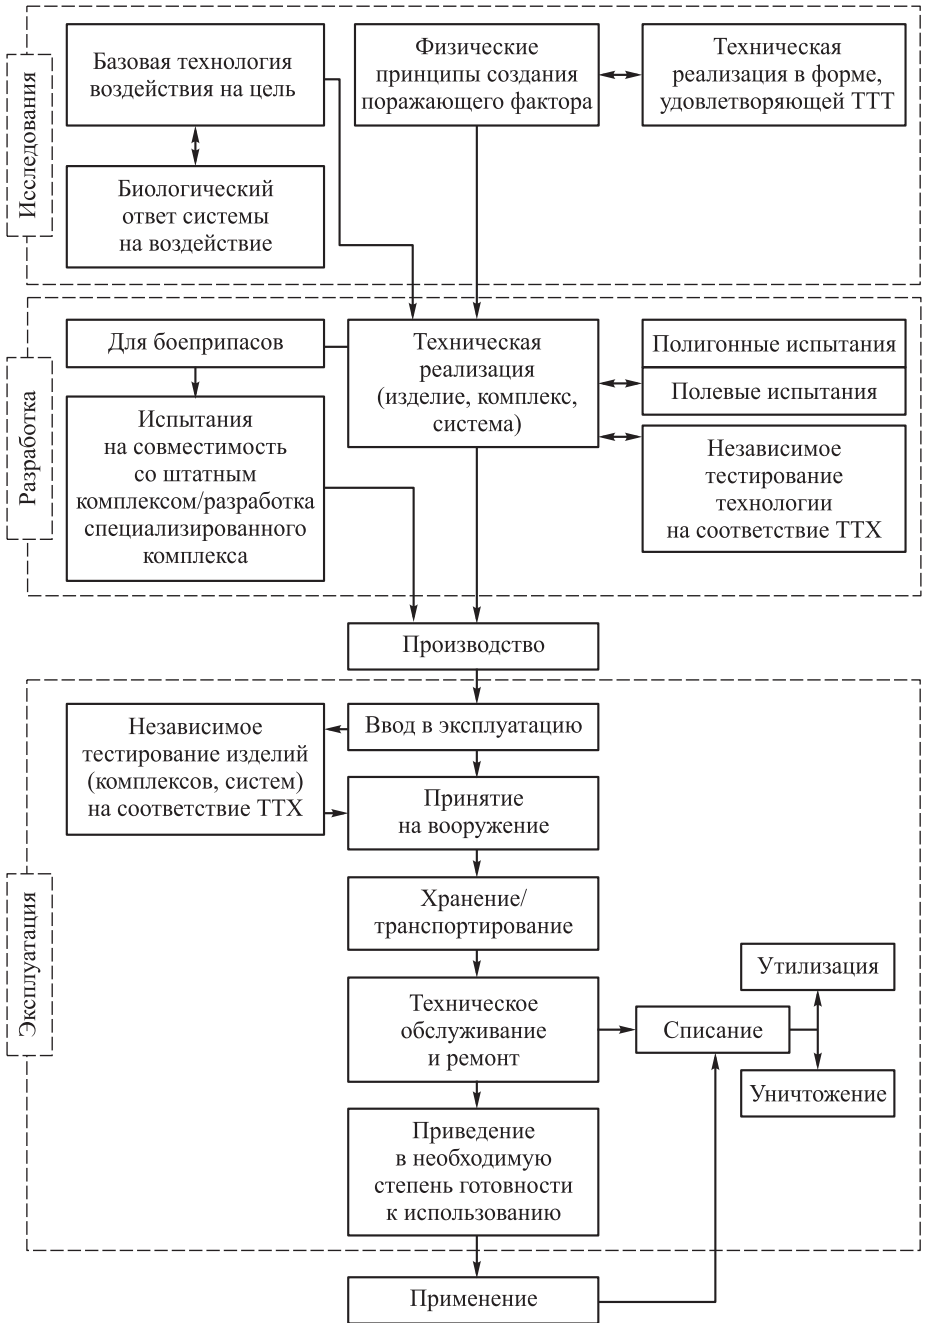 Исследования
Базовая технология
воздействия на цель
Физические
принципы создания
поражающего фактора
Техническая
реализация в форме,
удовлетворяющей ТТТ
Биологический
ответ системы
на воздействие
Разработка
Для боеприпасов
Техническая
реализация
(изделие, комплекс,
система)
Полигонные испытания
Полевые испытания
Испытания
на совместимость
со штатным
комплексом/разработка
специализированного
комплекса
Независимое
тестирование
технологии
на соответствие ТТХ
Производство
Эксплуатация
Независимое
тестирование изделий
(комплексов, систем)
на соответствие ТТХ
Ввод в эксплуатацию
Принятие
на вооружение
Хранение/
транспортирование
Техническое
обслуживание
и ремонт
Списание
Утилизация
Уничтожение
Приведение
в необходимую
степень готовности
к использованию
Применение